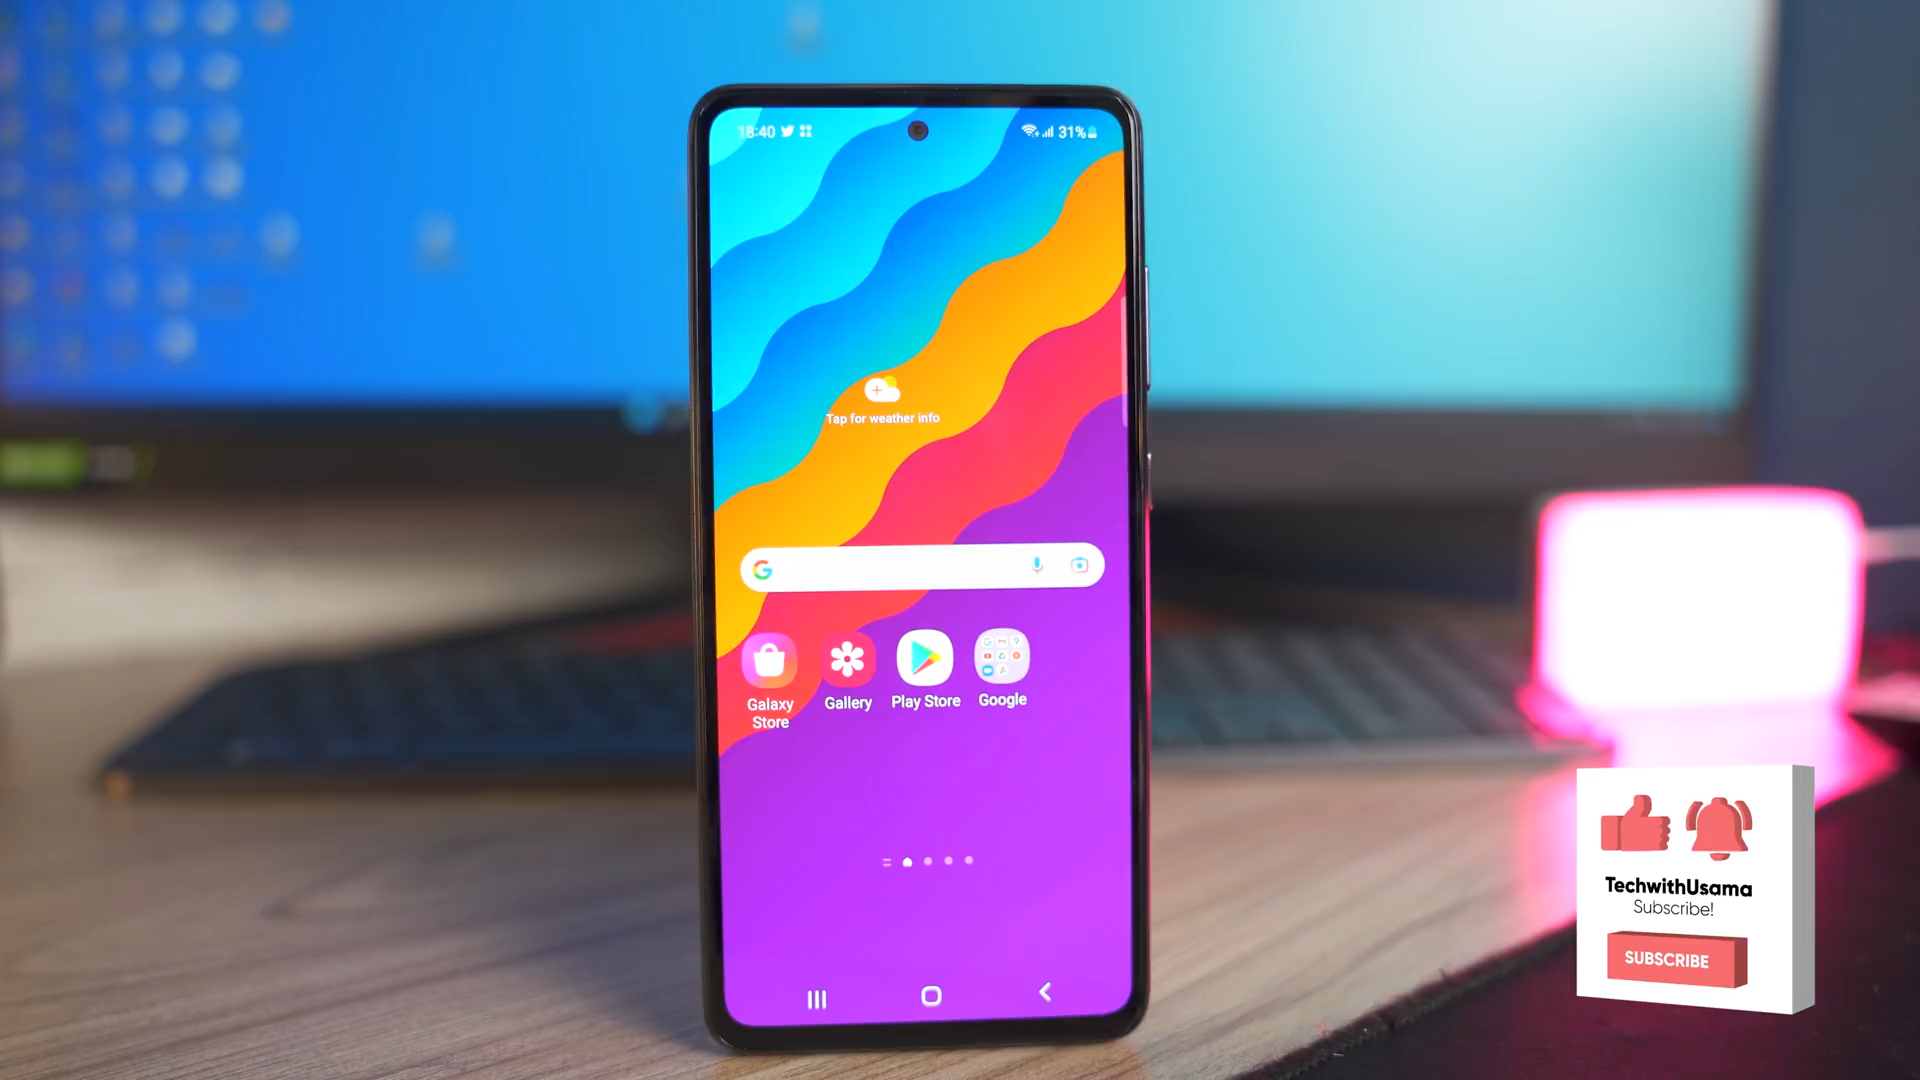 18:40
31%
Tap for weather info
G
Galaxy
Store
Gallery
Play Store
Google
TechwithUsama
Subscribe!
SUBSCRIBE